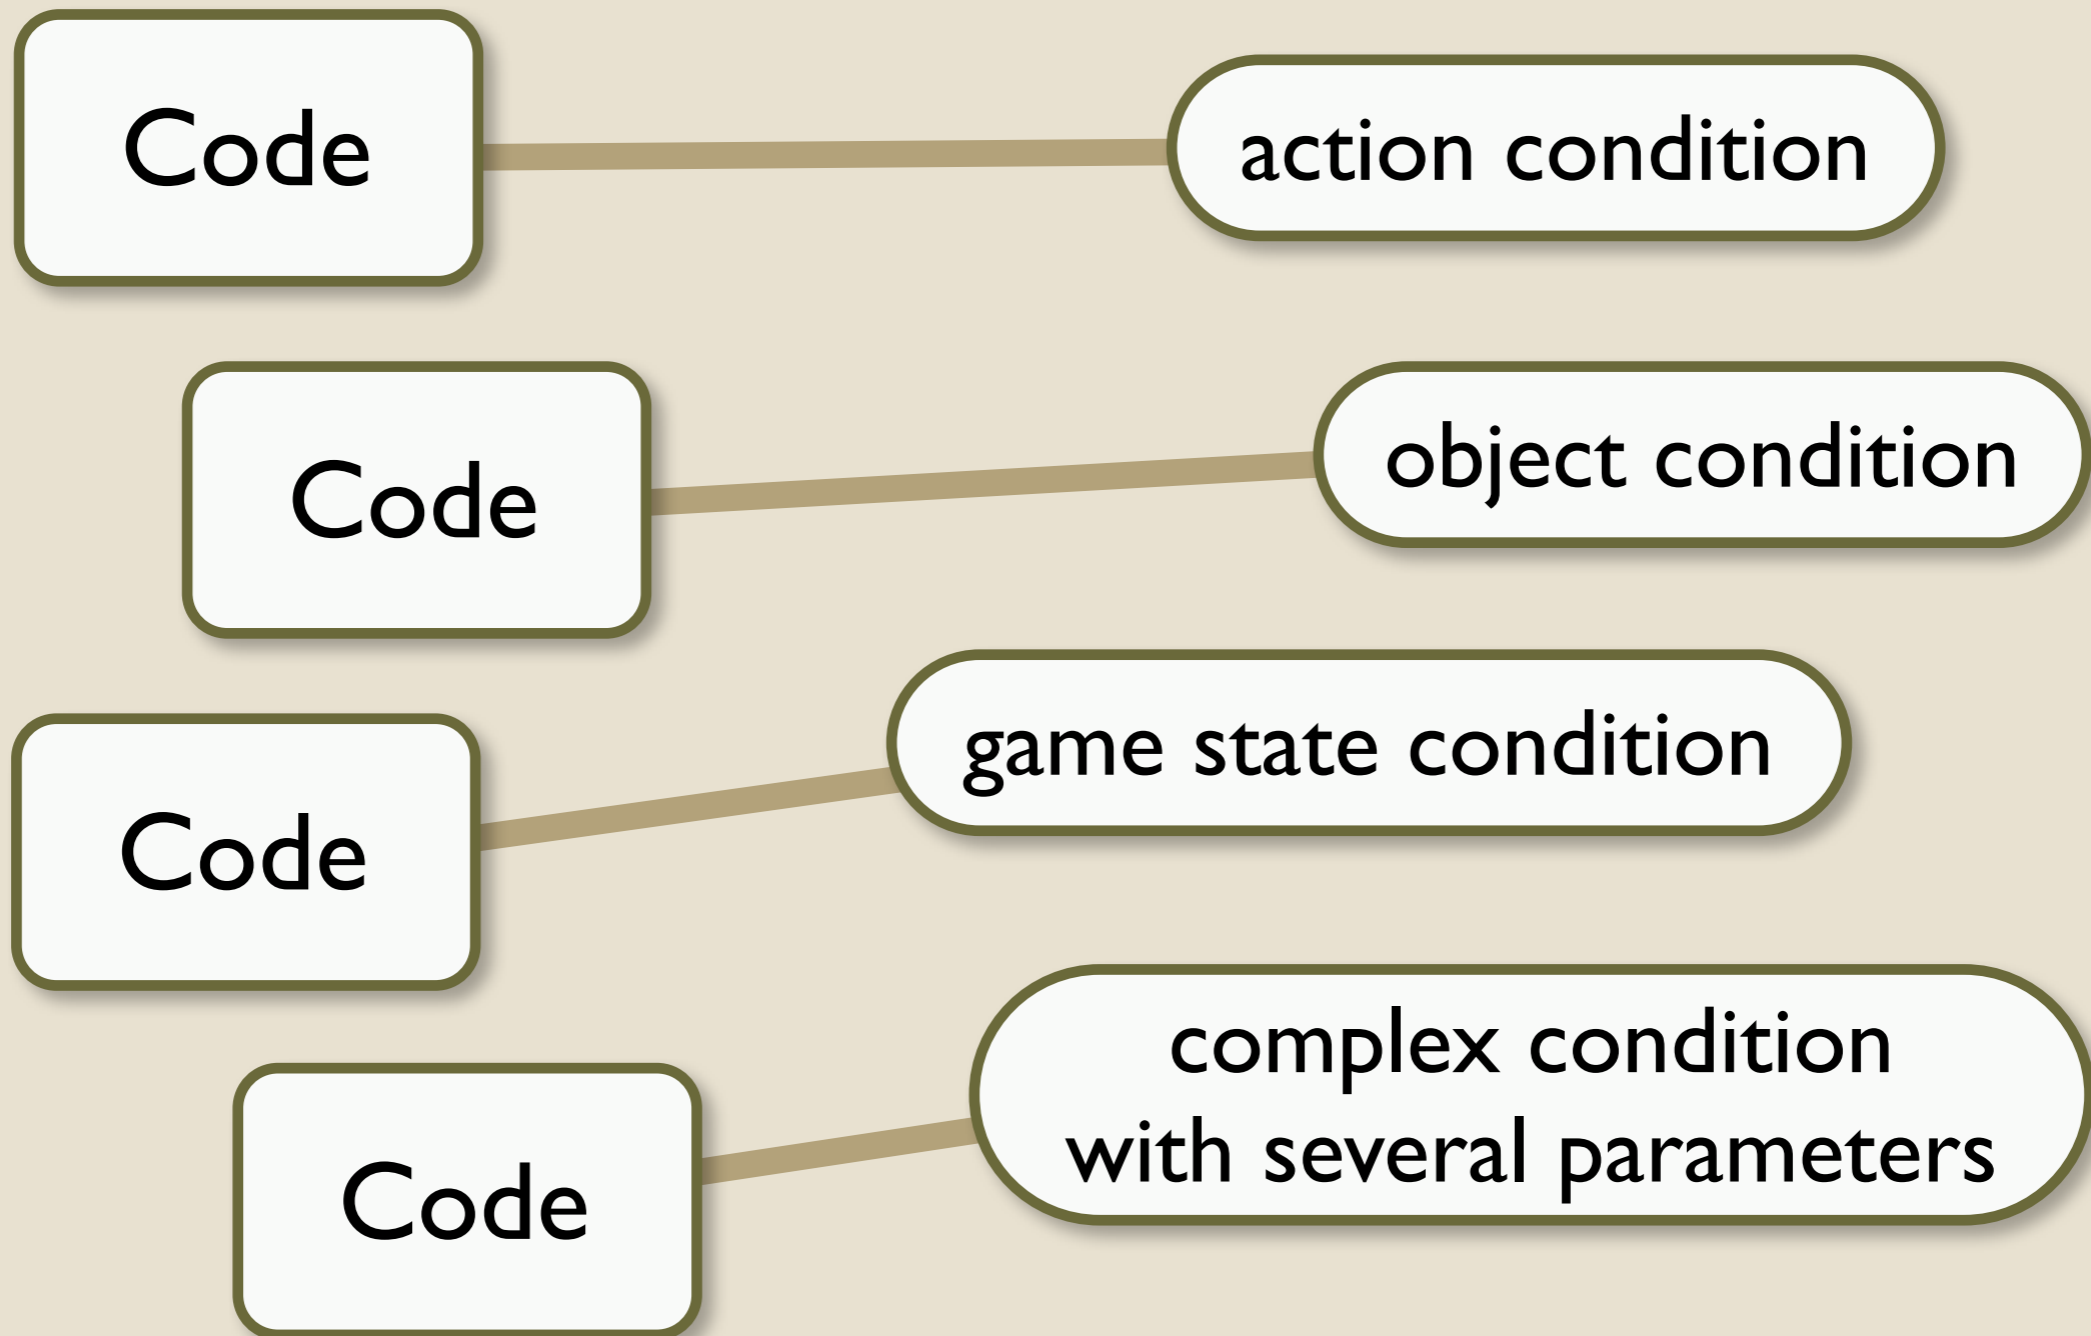 Code
action condition
Code
object condition
Code
game state condition
Code
complex condition
with several parameters